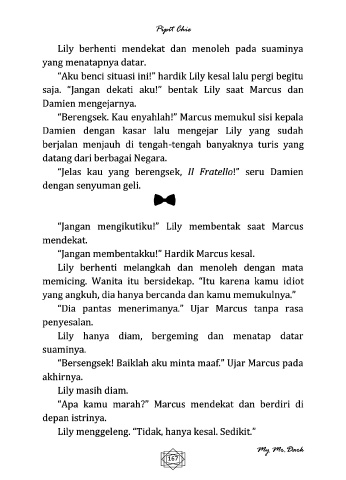 Pipit Chie
Lily berhenti mendekat dan menoleh pada suaminya
yang menatapnya datar.
“Aku benci situasi ini!” hardik Lily kesal lalu pergi begitu
saja. “Jangan dekati aku!” bentak Lily saat Marcus dan
Damien mengejarnya.
“Berengsek. Kau enyahlah!” Marcus memukul sisi kepala
Damien dengan kasar lalu mengejar Lily yang sudah
berjalan menjauh di tengah-tengah banyaknya turis yang
datang dari berbagai Negara.
“Jelas kau yang berengsek, Il Fratello!” seru Damien
dengan senyuman geli.
“Jangan mengikutiku!” Lily membentak saat Marcus
mendekat.
“Jangan membentakku!” Hardik Marcus kesal.
Lily berhenti melangkah dan menoleh dengan mata
memicing. Wanita itu bersidekap. “Itu karena kamu idiot
yang angkuh, dia hanya bercanda dan kamu memukulnya.”
“Dia pantas menerimanya.” Ujar Marcus tanpa rasa
penyesalan.
Lily hanya diam, bergeming dan menatap datar
suaminya.
“Bersengsek! Baiklah aku minta maaf.” Ujar Marcus pada
akhirnya.
Lily masih diam.
“Apa kamu marah?” Marcus mendekat dan berdiri di
depan istrinya.
Lily menggeleng. “Tidak, hanya kesal. Sedikit.”
My Mr. Dark
167